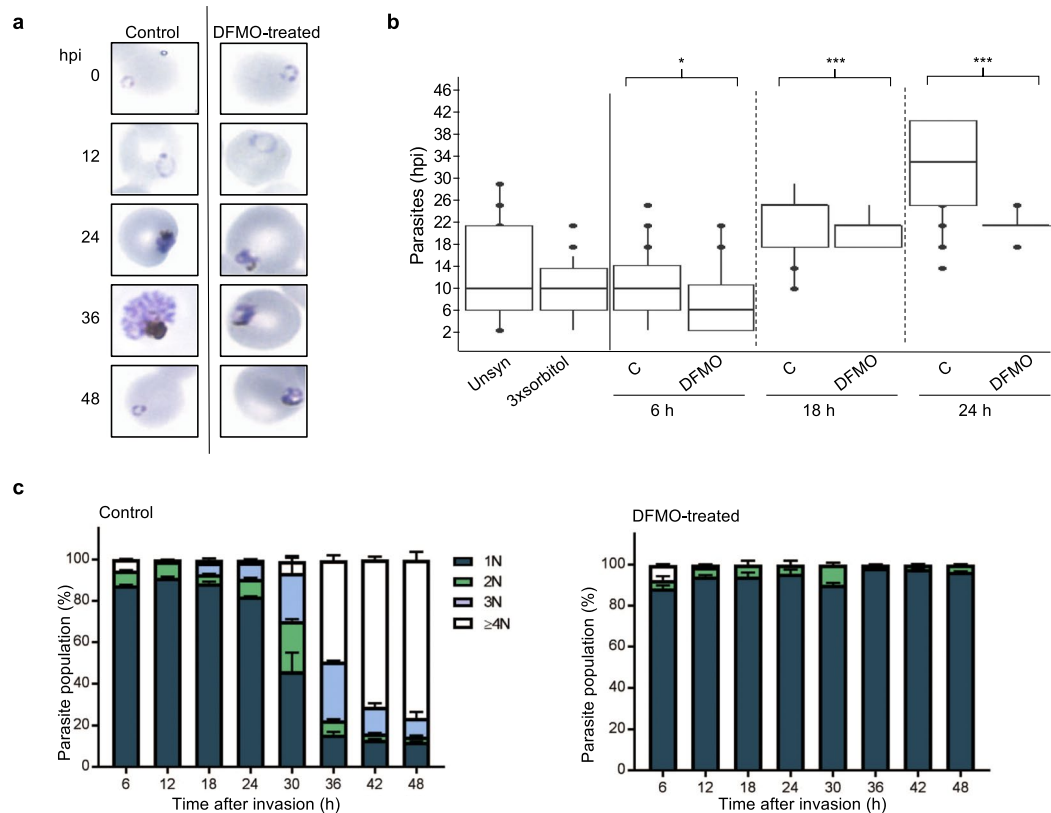 a
Control
DFMO-treated
hpi
0
12
24
36
48
b
Parasites (hpi)
46
42
38
34
30
26
22
18
14
10
6
2
*
***
***
Unsyn
3xsorbitol
C
DFMO
C
DFMO
C
DFMO
6 h
18 h
24 h
c
Control
Parasite population (%)
100
80
60
40
20
0
6 12 18 24 30 36 42 48
Time after invasion (h)
1N
2N
3N
≥4N
DFMO-treated
Parasite population (%)
100
80
60
40
20
0
6 12 18 24 30 36 42 48
Time after invasion (h)